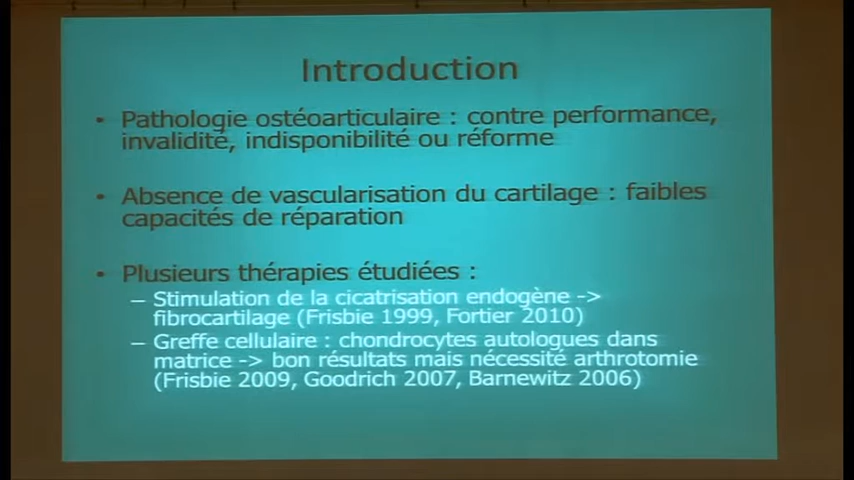 Introduction
• Pathologie ostéoarticulaire : contre performance,
invalidité, indisponibilité ou réforme
• Absence de vascularisation du cartilage : faibles
capacités de réparation
• Plusieurs thérapies étudiées :
– Stimulation de la cicatrisation endogène ->
fibrocartilage (Frisbie 1999, Fortier 2010)
– Greffe cellulaire : chondrocytes autologues dans
matrice -> bon résultats mais nécessité arthrotomie
(Frisbie 2009, Goodrich 2007, Barnewitz 2006)